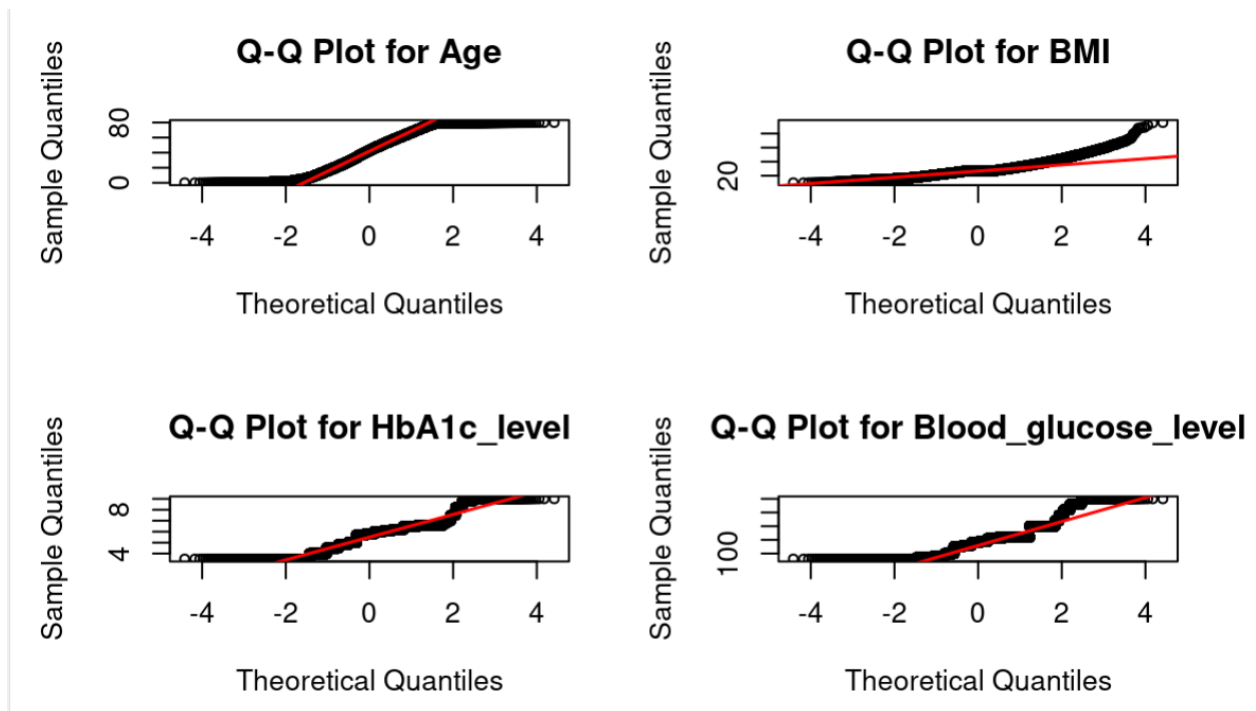 Q-Q Plot for Age
Sample Quantiles
80
0
-4 -2 0 2 4
Theoretical Quantiles
Q-Q Plot for BMI
Sample Quantiles
20
-4 -2 0 2 4
Theoretical Quantiles
Q-Q Plot for HbA1c_level
Sample Quantiles
8
4
-4 -2 0 2 4
Theoretical Quantiles
Q-Q Plot for Blood_glucose_level
Sample Quantiles
100
-4 -2 0 2 4
Theoretical Quantiles